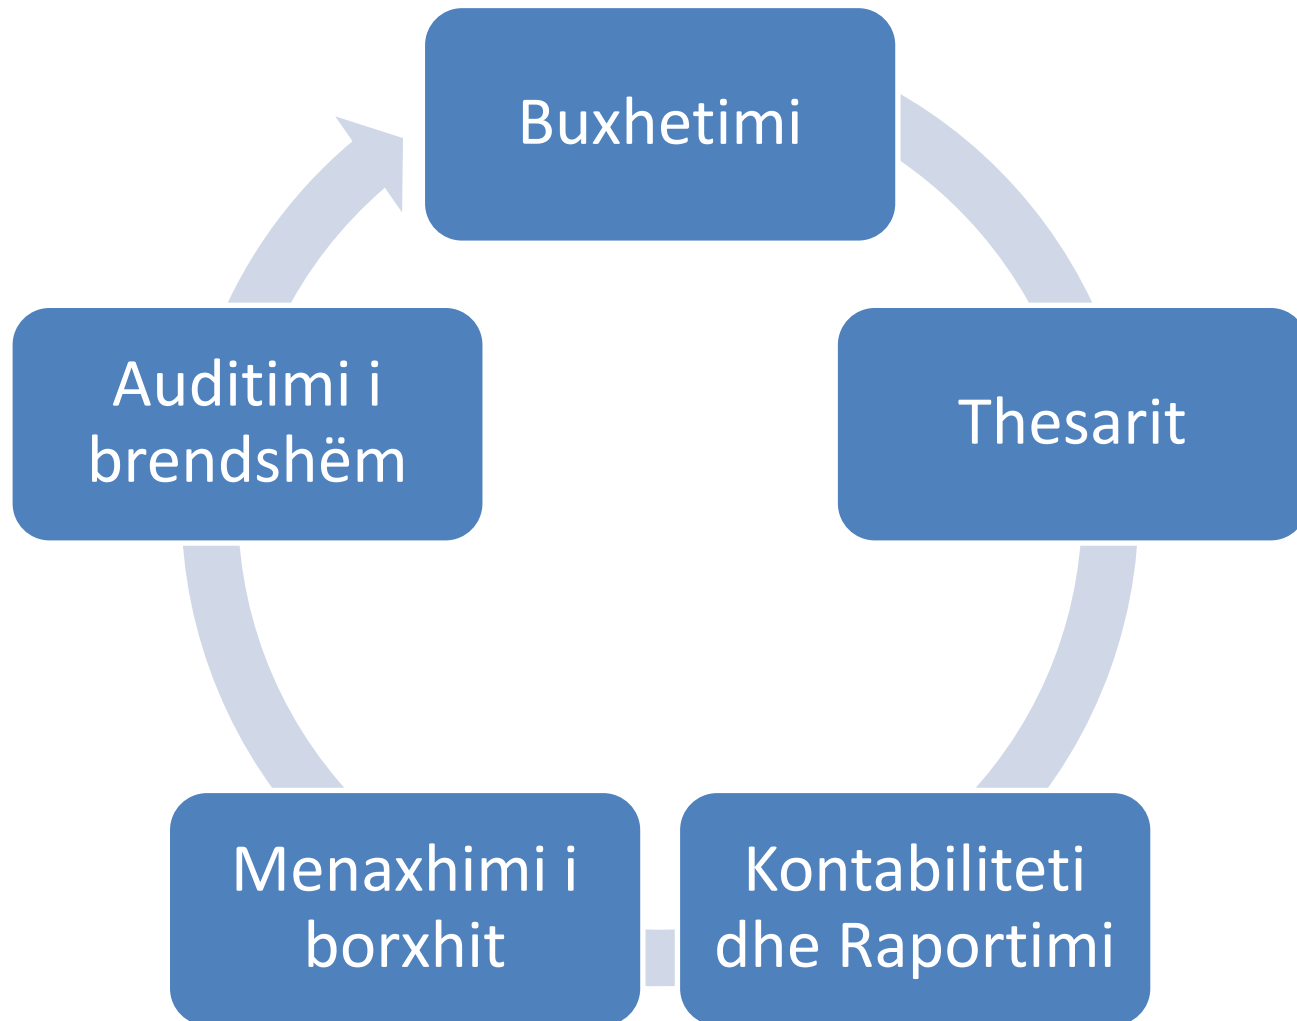 Buxhetimi
Thesarit
Kontabiliteti
dhe Raportimi
Menaxhimi i
borxhit
Auditimi i
brendshëm